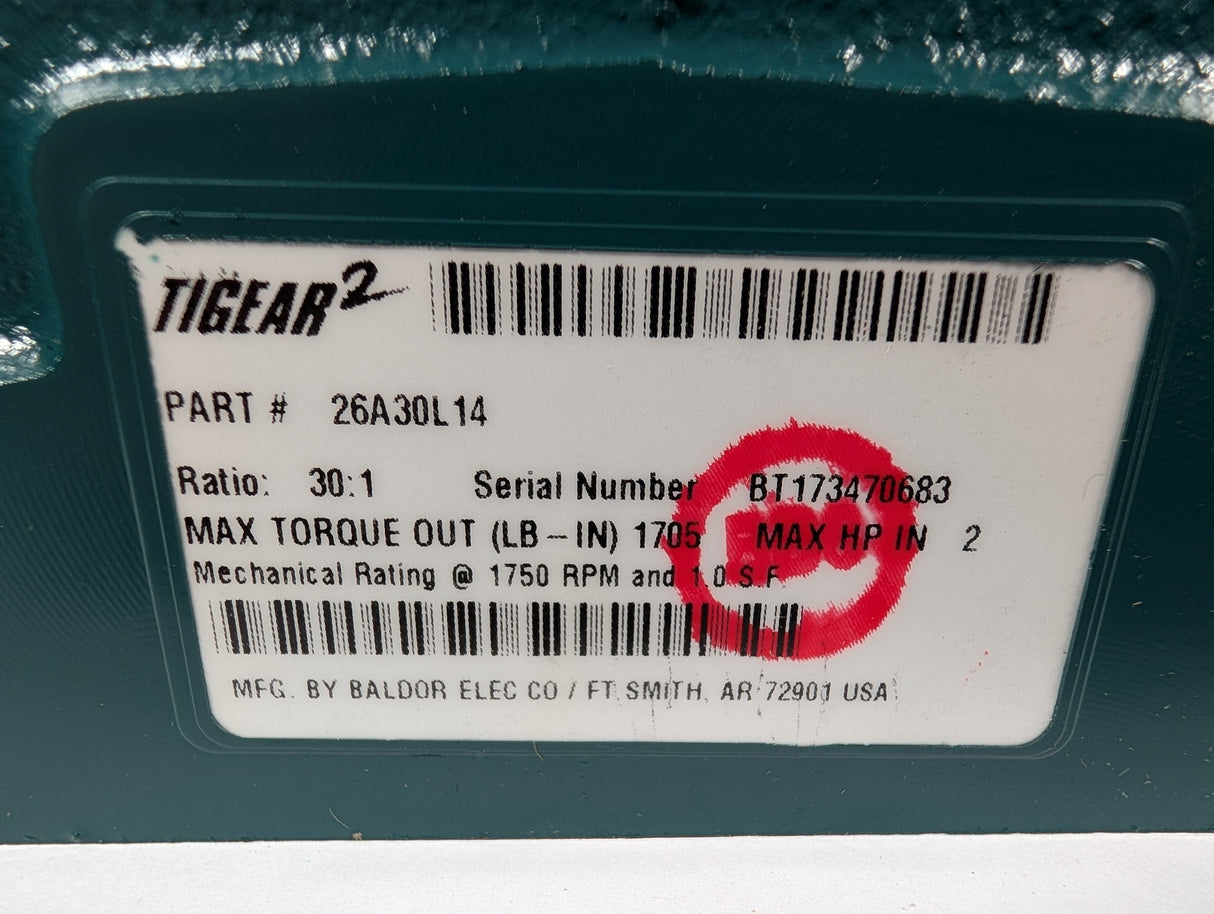 TIGEAR2
PART # 26A30L14
Ratio: 30:1 Serial Number BT173470683
MAX TORQUE OUT (LB-IN) 1705 MAX HP IN 2
Mechanical Rating @ 1750 RPM and 1.0 S.F.
MFG. BY BALDOR ELEC CO / FT. SMITH, AR 72901 USA